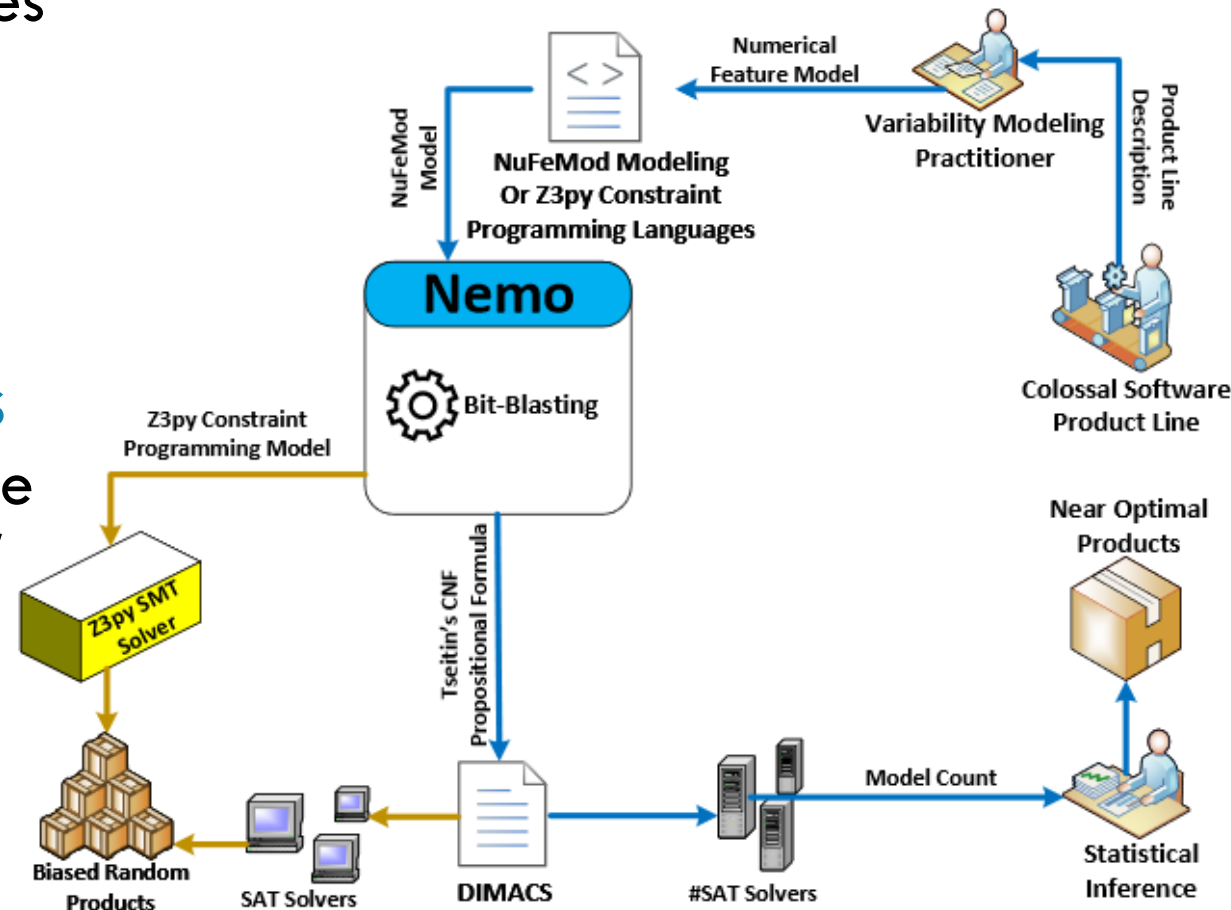 es
Numerical
Feature Model
Variability Modeling
Practitioner
Product Line
Description
NuFeMod
Model
NuFeMod Modeling
Or Z3py Constraint
Programming Languages
Colossal Software
Product Line
Nemo
Bit-Blasting
s
e
Z3py Constraint
Programming Model
Z3py SMT
Solver
Tseitin's CNF
Propositional Formula
Near Optimal
Products
Model Count
Biased Random
Products
SAT Solvers
DIMACS
#SAT Solvers
Statistical
Inference